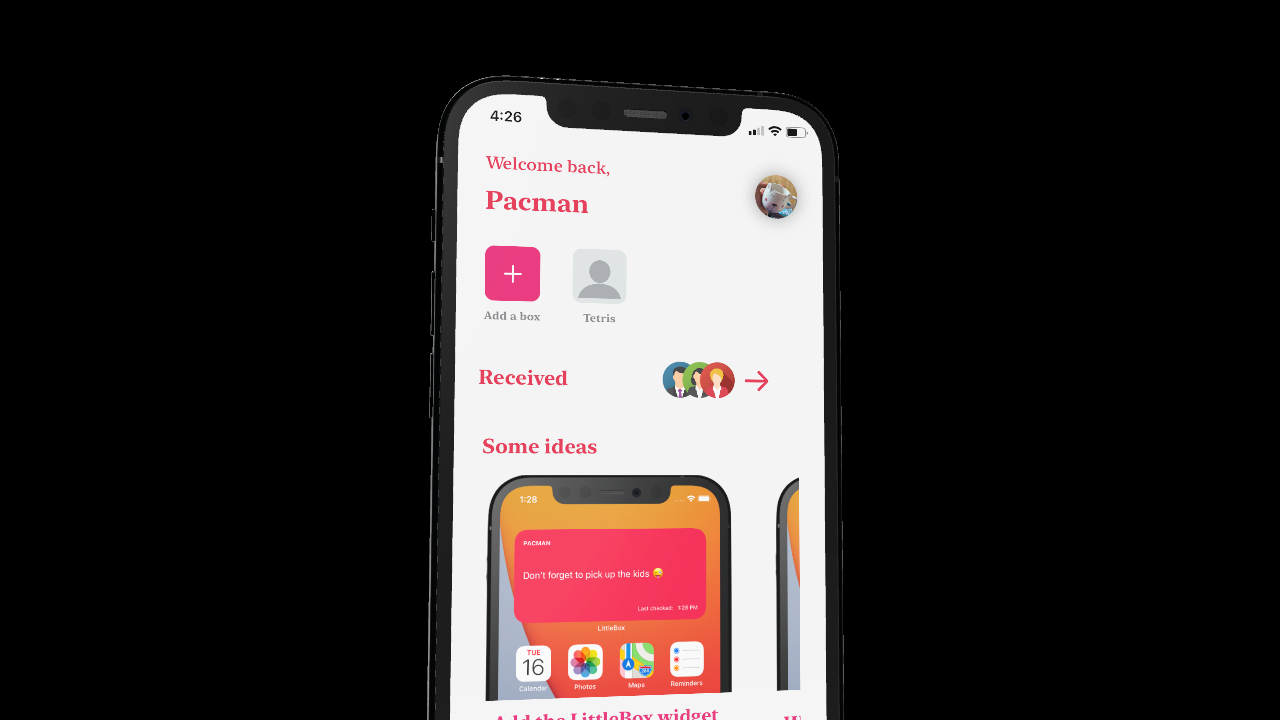 4:26
Welcome back,
Pacman
Add a box
Tetris
Received
Some ideas
1:28
PACMAN
Don't forget to pick up the kids 😜
Last checked: 1:28 PM
LittleBox
TUE
16
Calendar
Photos
Maps
Reminders
Add the LittleBox widget